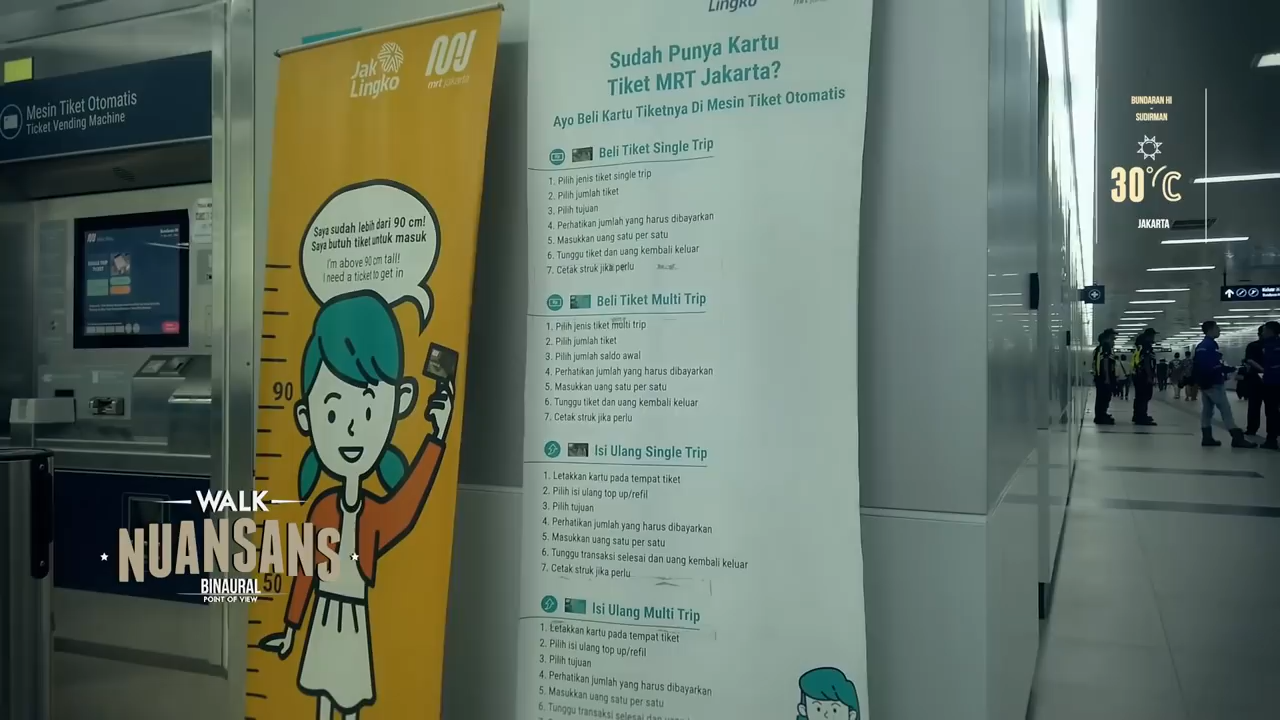 Mesin Tiket Otomatis
Ticket Vending Machine
Jak
Lingko
mrt jakarta
Saya sudah lebih dari 90 cm!
Saya butuh tiket untuk masuk
I'm above 90 cm tall!
I need a ticket to get in
90
50
Lingko
Sudah Punya Kartu
Tiket MRT Jakarta?
Ayo Beli Kartu Tiketnya Di Mesin Tiket Otomatis
Beli Tiket Single Trip
1. Pilih jenis tiket single trip
2. Pilih jumlah tiket
3. Pilih tujuan
4. Perhatikan jumlah yang harus dibayarkan
5. Masukkan uang satu per satu
6. Tunggu tiket dan uang kembali keluar
7. Cetak struk jika perlu
Beli Tiket Multi Trip
1. Pilih jenis tiket multi trip
2. Pilih jumlah tiket
3. Pilih jumlah saldo awal
4. Perhatikan jumlah yang harus dibayarkan
5. Masukkan uang satu per satu
6. Tunggu tiket dan uang kembali keluar
7. Cetak struk jika perlu
Isi Ulang Single Trip
1. Letakkan kartu pada tempat tiket
2. Pilih isi ulang top up/refil
3. Pilih tujuan
4. Perhatikan jumlah yang harus dibayarkan
5. Masukkan uang satu per satu
6. Tunggu transaksi selesai dan uang kembali keluar
7. Cetak struk jika perlu
Isi Ulang Multi Trip
1. Letakkan kartu pada tempat tiket
2. Pilih isi ulang top up/refil
3. Pilih tujuan
4. Perhatikan jumlah yang harus dibayarkan
5. Masukkan uang satu per satu
6. Tunggu transaksi selesai dan uang kembali
BUNDARAN HI
-
SUDIRMAN
30°C
JAKARTA
WALK
NUANSANS
BINAURAL
POINT OF VIEW